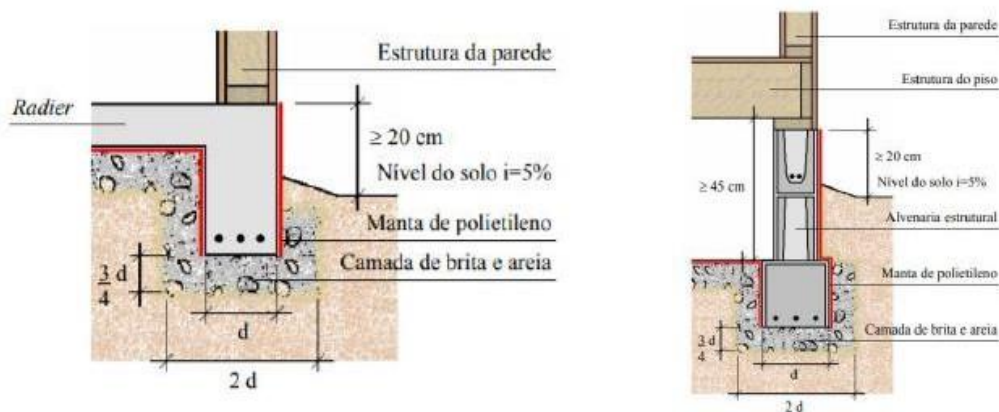 Estrutura da parede
Radier
≥ 20 cm
Nível do solo i=5%
Manta de polietileno
Camada de brita e areia
3/4 d
d
2 d
Estrutura da parede
Estrutura do piso
≥ 20 cm
Nível do solo i=5%
≥ 45 cm
Alvenaria estrutural
Manta de polietileno
Camada de brita e areia
3/4 d
d
2 d